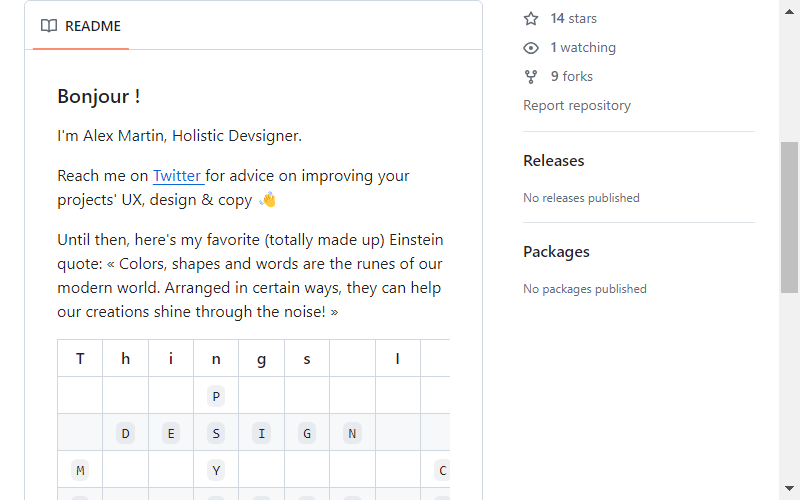 README
Bonjour !
I'm Alex Martin, Holistic Devsigner.
Reach me on Twitter for advice on improving your
projects' UX, design & copy 👋
Until then, here's my favorite (totally made up) Einstein
quote: « Colors, shapes and words are the runes of our
modern world. Arranged in certain ways, they can help
our creations shine through the noise! »
T h i n g s I
P
D E S I G N
M Y C
14 stars
1 watching
9 forks
Report repository
Releases
No releases published
Packages
No packages published